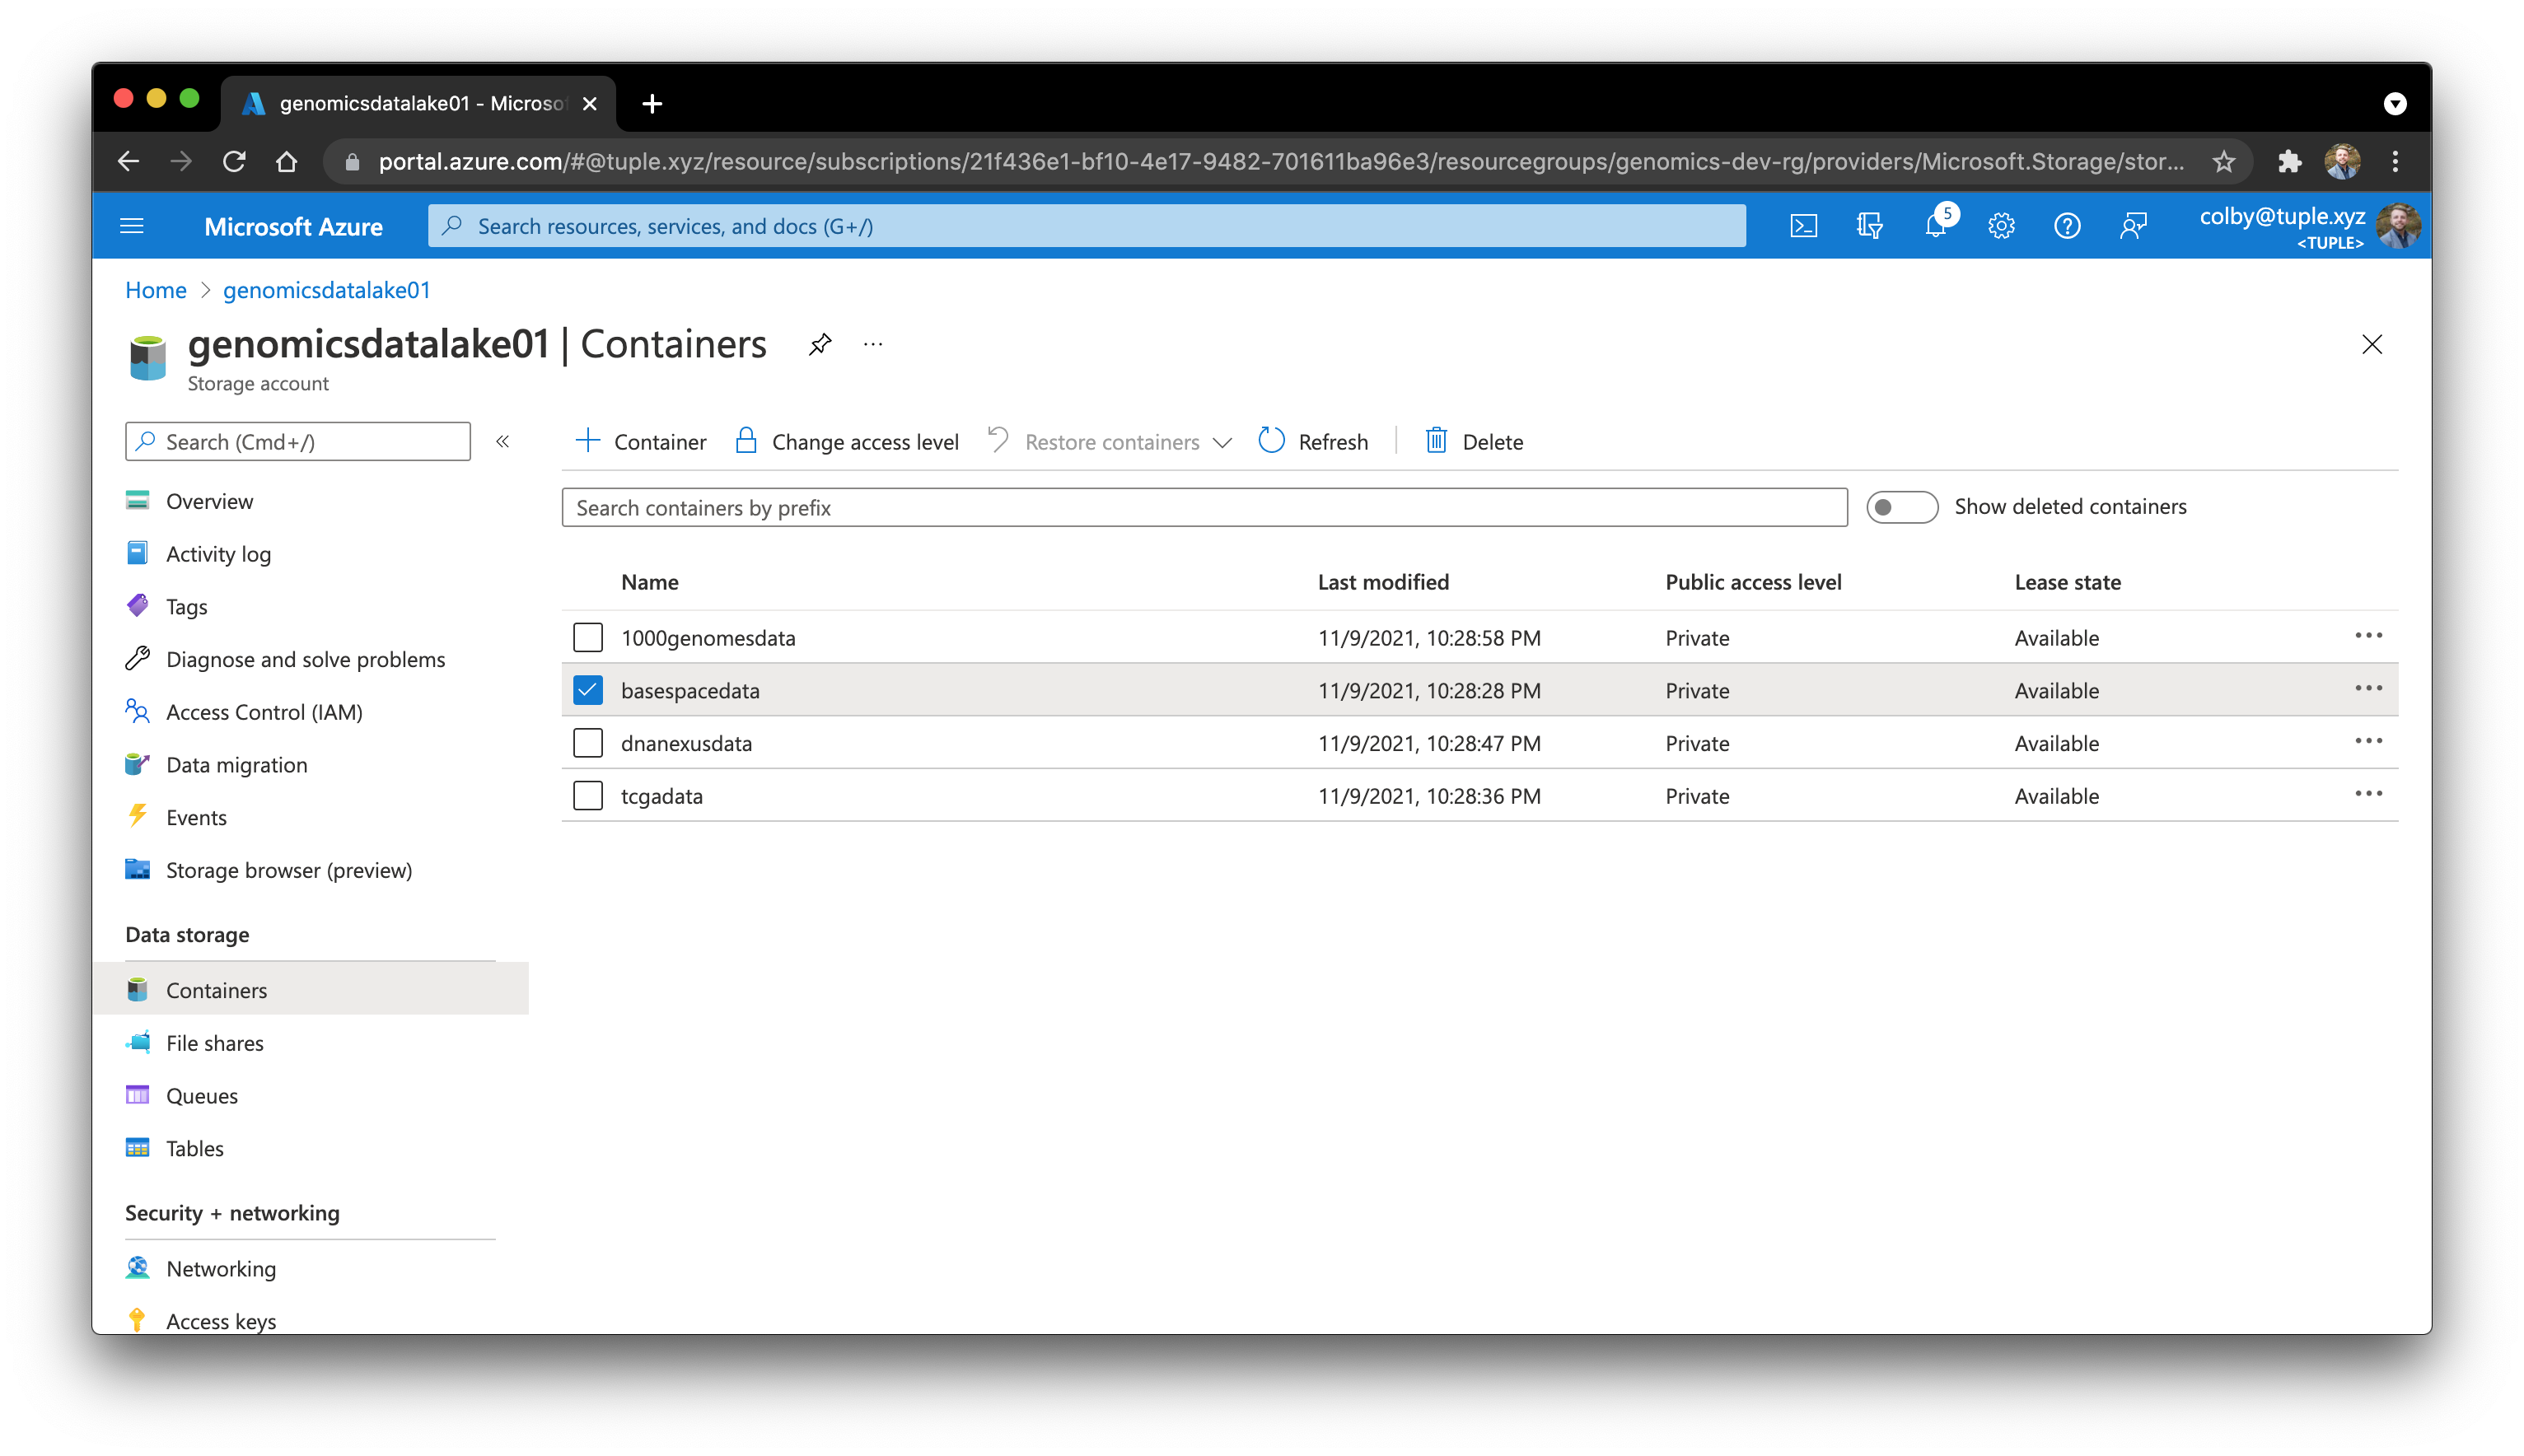 genomicsdatalake01 - Microso
portal.azure.com/#@tuple.xyz/resource/subscriptions/21f436e1-bf10-4e17-9482-701611ba96e3/resourcegroups/genomics-dev-rg/providers/Microsoft.Storage/stor...
Microsoft Azure
Search resources, services, and docs (G+/)
5
colby@tuple.xyz
<TUPLE>
Home > genomicsdatalake01
genomicsdatalake01 | Containers
Storage account
Search (Cmd+/)
Container Change access level Restore containers Refresh Delete
Overview
Activity log
Tags
Diagnose and solve problems
Access Control (IAM)
Data migration
Events
Storage browser (preview)
Data storage
Containers
File shares
Queues
Tables
Security + networking
Networking
Access keys
Search containers by prefix
Show deleted containers
Name Last modified Public access level Lease state
1000genomesdata 11/9/2021, 10:28:58 PM Private Available
basespacedata 11/9/2021, 10:28:28 PM Private Available
dnanexusdata 11/9/2021, 10:28:47 PM Private Available
tcgadata 11/9/2021, 10:28:36 PM Private Available